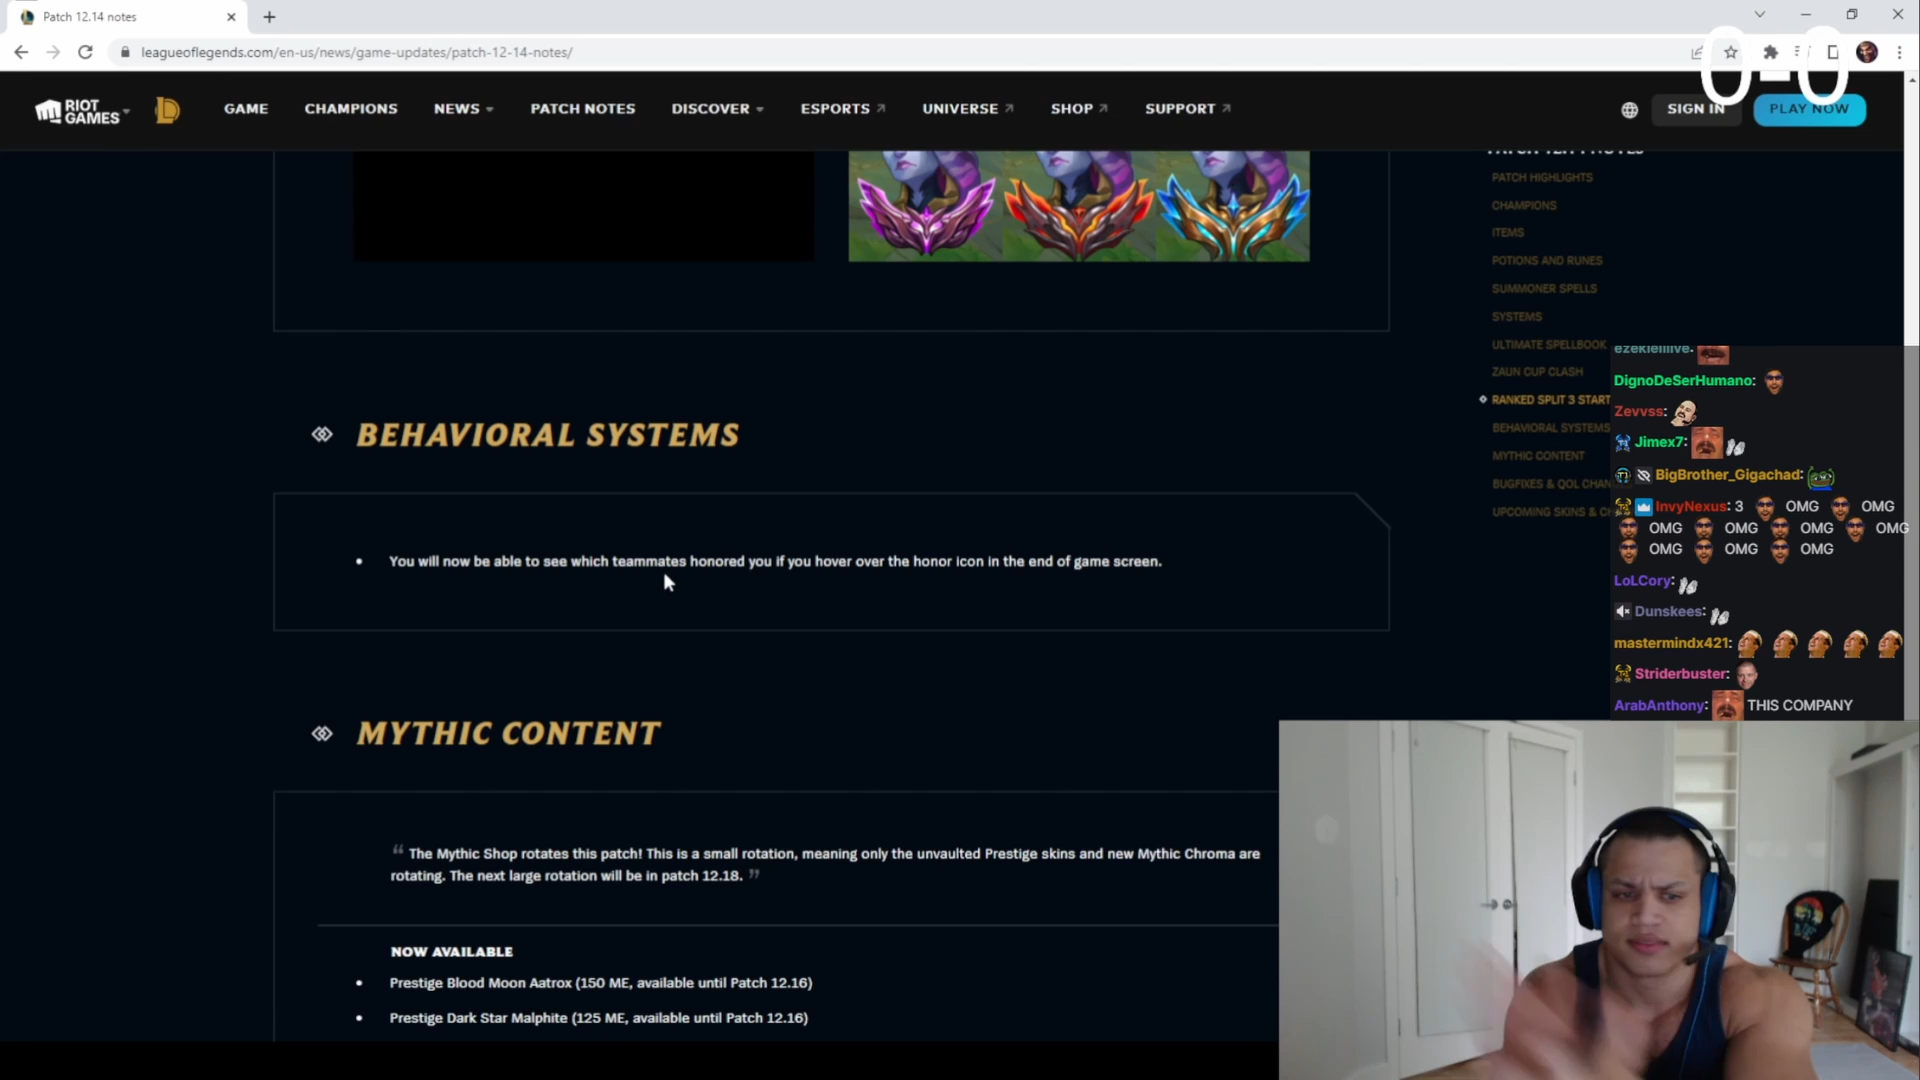 Patch 12.14 notes
leagueoflegends.com/en-us/news/game-updates/patch-12-14-notes/
0-0
RIOT GAMES
GAME CHAMPIONS NEWS PATCH NOTES DISCOVER ESPORTS UNIVERSE SHOP SUPPORT SIGN IN PLAY NOW
PATCH HIGHLIGHTS
CHAMPIONS
ITEMS
POTIONS AND RUNES
SUMMONER SPELLS
SYSTEMS
ULTIMATE SPELLBOOK
ZAUN CUP CLASH
RANKED SPLIT 3 START
BEHAVIORAL SYSTEMS
MYTHIC CONTENT
BUGFIXES & QOL CHAN
UPCOMING SKINS & CH
BEHAVIORAL SYSTEMS
• You will now be able to see which teammates honored you if you hover over the honor icon in the end of game screen.
MYTHIC CONTENT
“ The Mythic Shop rotates this patch! This is a small rotation, meaning only the unvaulted Prestige skins and new Mythic Chroma are
rotating. The next large rotation will be in patch 12.18. ”
NOW AVAILABLE
• Prestige Blood Moon Aatrox (150 ME, available until Patch 12.16)
• Prestige Dark Star Malphite (125 ME, available until Patch 12.16)
DignoDeSerHumano:
Zevvss:
Jimex7:
BigBrother_Gigachad:
InvyNexus: 3 OMG OMG
OMG OMG OMG OMG
OMG OMG OMG
LoLCory:
Dunskees:
mastermindx421:
Striderbuster:
ArabAnthony: THIS COMPANY